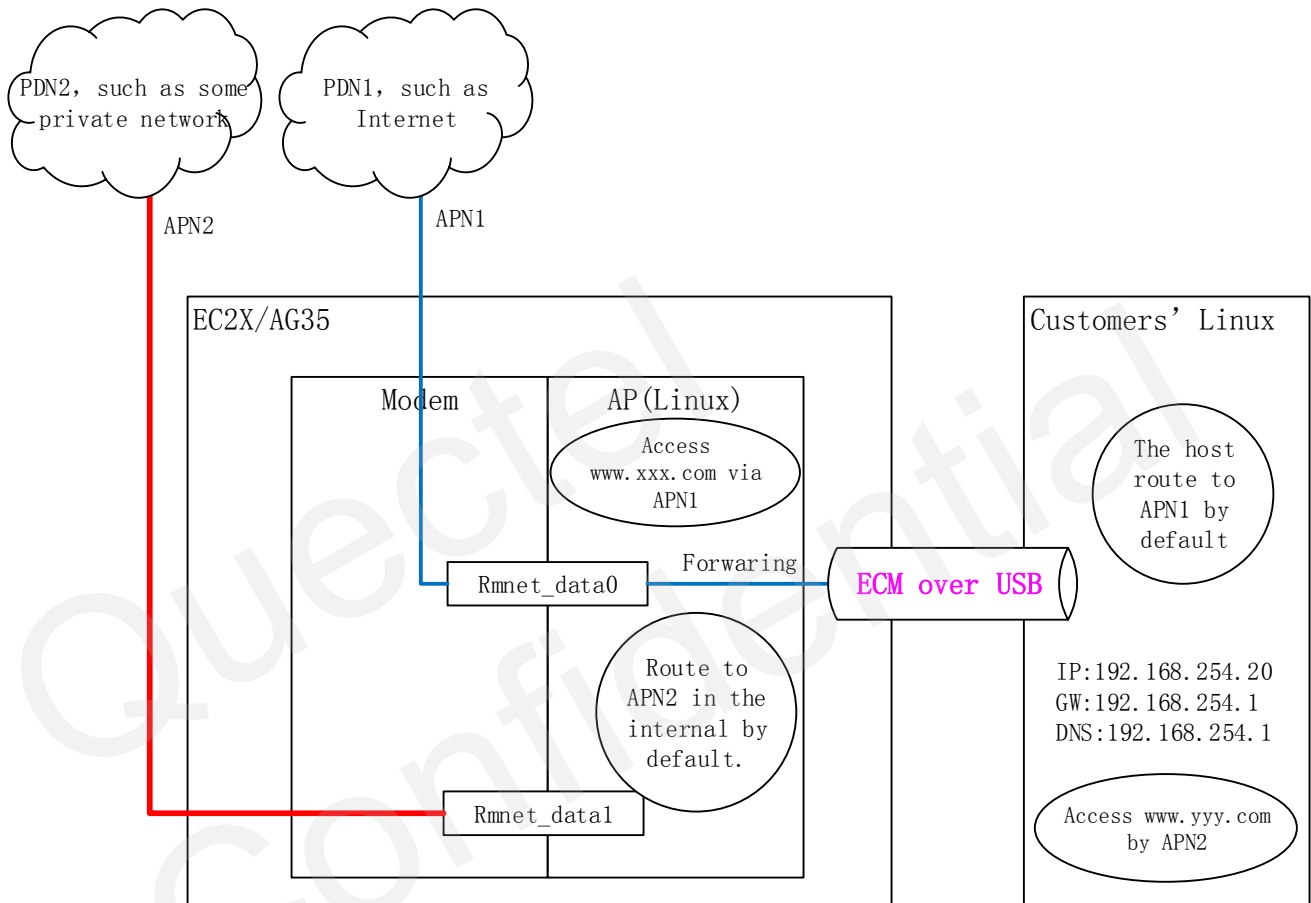 PDN2, such as some
private network
PDN1, such as
Internet
APN2
APN1
EC2X/AG35
Customers’ Linux
Modem
AP(Linux)
Access
www.xxx.com via
APN1
The host
route to
APN1 by
default
Rmnet_data0
Forwaring
ECM over USB
Route to
APN2 in the
internal by
default.
IP:192.168.254.20
GW:192.168.254.1
DNS:192.168.254.1
Rmnet_data1
Access www.yyy.com
by APN2
Quectel
Confidential